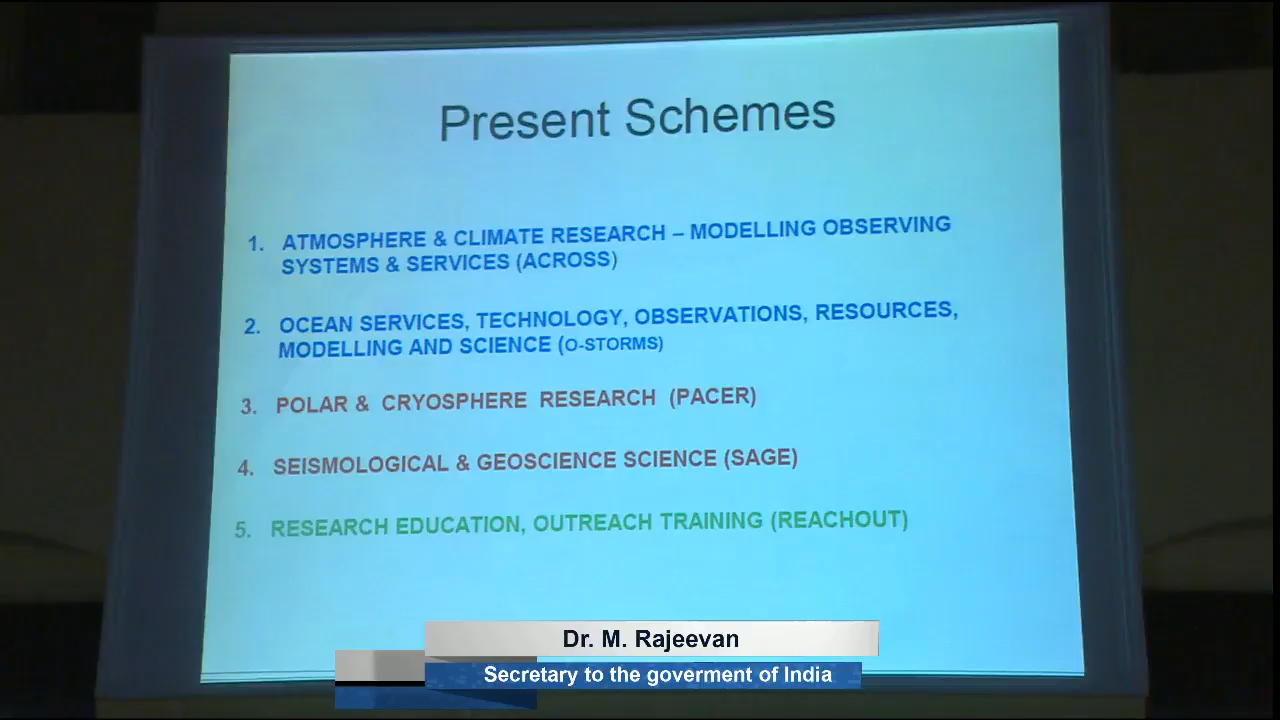 Present Schemes
1. ATMOSPHERE & CLIMATE RESEARCH – MODELLING OBSERVING
SYSTEMS & SERVICES (ACROSS)
2. OCEAN SERVICES, TECHNOLOGY, OBSERVATIONS, RESOURCES,
MODELLING AND SCIENCE (O-STORMS)
3. POLAR & CRYOSPHERE RESEARCH (PACER)
4. SEISMOLOGICAL & GEOSCIENCE SCIENCE (SAGE)
5. RESEARCH EDUCATION, OUTREACH TRAINING (REACHOUT)
Dr. M. Rajeevan
Secretary to the goverment of India